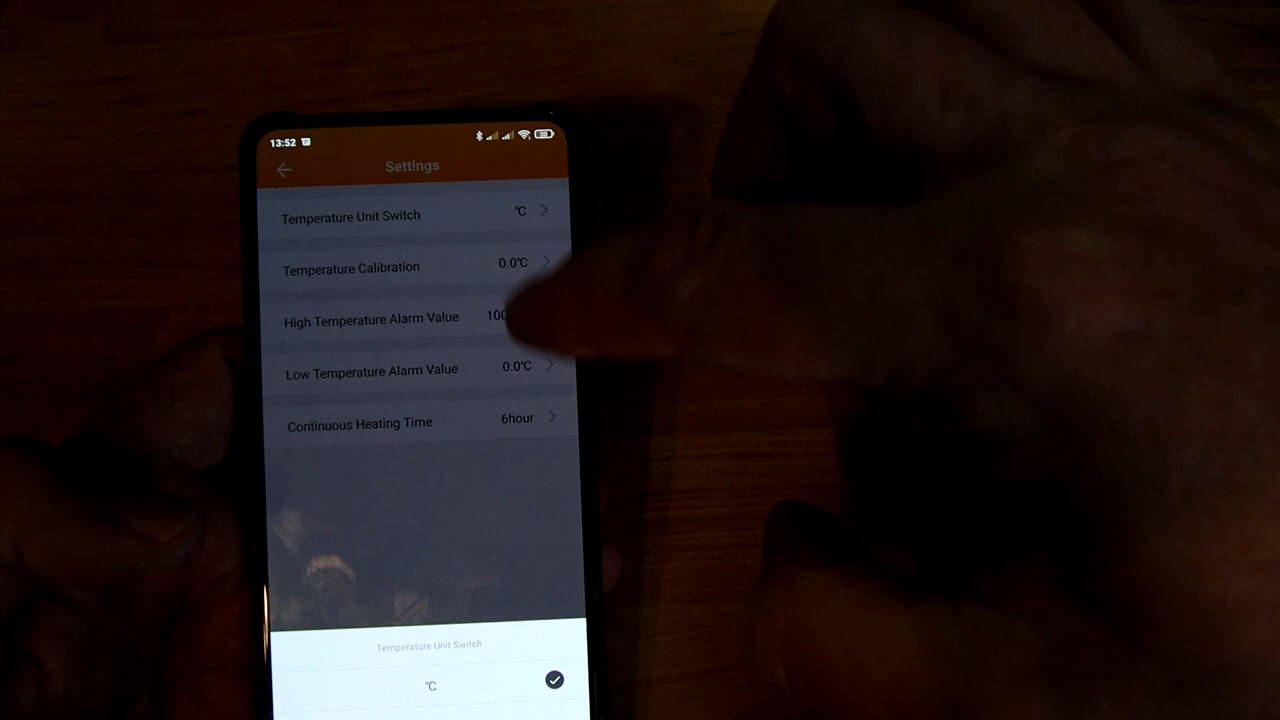 13:52
Settings
Temperature Unit Switch ℃
Temperature Calibration 0.0℃
High Temperature Alarm Value 100
Low Temperature Alarm Value 0.0℃
Continuous Heating Time 6hour
Temperature Unit Switch
℃